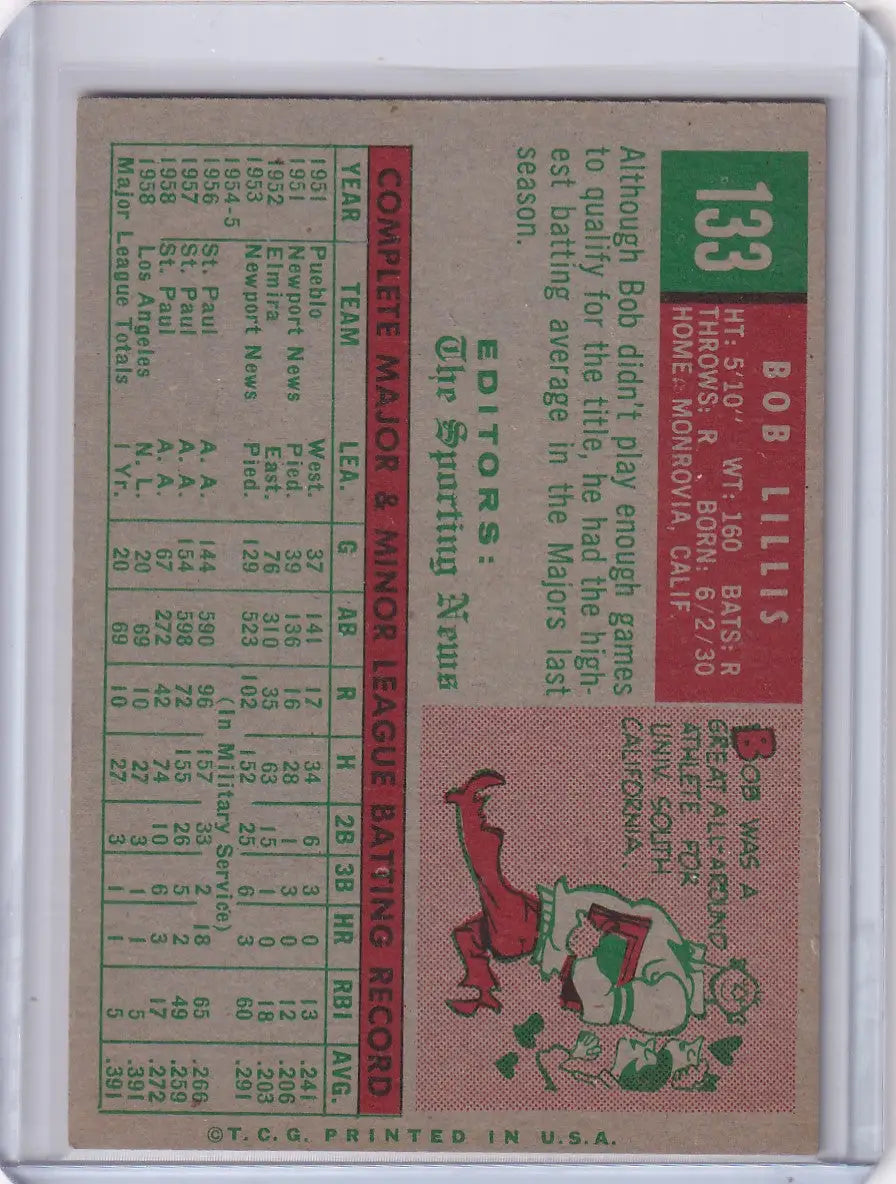 133
BOB LILLIS
HT: 5'10" WT: 160 BATS: R
THROWS: R BORN: 6/2/30
HOME: MONROVIA, CALIF.
Although Bob didn't play enough games
to qualify for the title, he had the high-
est batting average in the Majors last
season.
EDITORS:
The Sporting News
BOB WAS A
GREAT ALL-AROUND
ATHLETE FOR
UNIV. SOUTH
CALIFORNIA.
COMPLETE MAJOR & MINOR LEAGUE BATTING RECORD
YEAR TEAM LEA. G AB R H 2B 3B HR RBI AVG.
1951 Pueblo West. 37 141 17 34 6 3 0 13 .241
1951 Newport News Pied. 39 136 16 28 1 3 0 12 .206
1952 Elmira East. 76 310 35 63 15 1 0 18 .203
1953 Newport News Pied. 129 523 102 152 25 6 3 60 .291
1954-5 (In Military Service)
1956 St. Paul A. A. 144 590 96 157 33 2 18 65 .266
1957 St. Paul A. A. 154 598 72 155 26 5 2 49 .259
1958 St. Paul A. A. 67 272 42 74 10 6 3 17 .272
1958 Los Angeles N. L. 20 69 10 27 3 1 1 5 .391
Major League Totals 1 Yr. 20 69 10 27 3 1 1 5 .391
©T. C. G. PRINTED IN U.S.A.